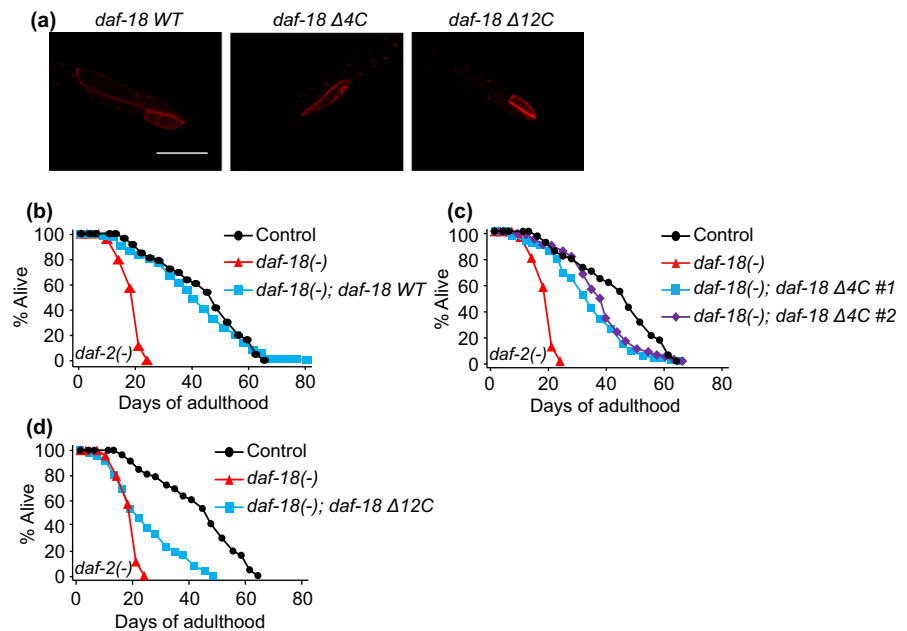 (a)
daf-18 WT
daf-18 Δ4C
daf-18 Δ12C
(b)
100
80
60
40
20
0
% Alive
daf-2(-)
Control
daf-18(-)
daf-18(-); daf-18 WT
0 20 40 60 80
Days of adulthood
(c)
100
80
60
40
20
0
% Alive
daf-2(-)
Control
daf-18(-)
daf-18(-); daf-18 Δ4C #1
daf-18(-); daf-18 Δ4C #2
0 20 40 60 80
Days of adulthood
(d)
100
80
60
40
20
0
% Alive
daf-2(-)
Control
daf-18(-)
daf-18(-); daf-18 Δ12C
0 20 40 60 80
Days of adulthood